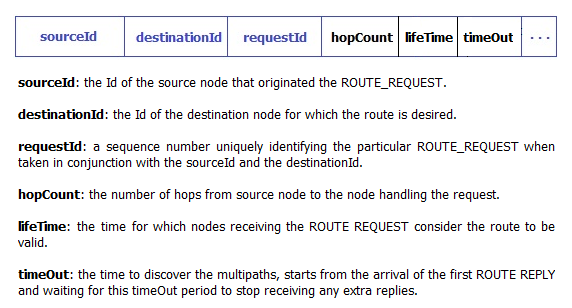 sourceId destinationId requestId hopCount lifeTime timeOut ...
sourceId: the Id of the source node that originated the ROUTE_REQUEST.
destinationId: the Id of the destination node for which the route is desired.
requestId: a sequence number uniquely identifying the particular ROUTE_REQUEST when
taken in conjunction with the sourceId and the destinationId.
hopCount: the number of hops from source node to the node handling the request.
lifeTime: the time for which nodes receiving the ROUTE REQUEST consider the route to be
valid.
timeOut: the time to discover the multipaths, starts from the arrival of the first ROUTE REPLY
and waiting for this timeOut period to stop receiving any extra replies.